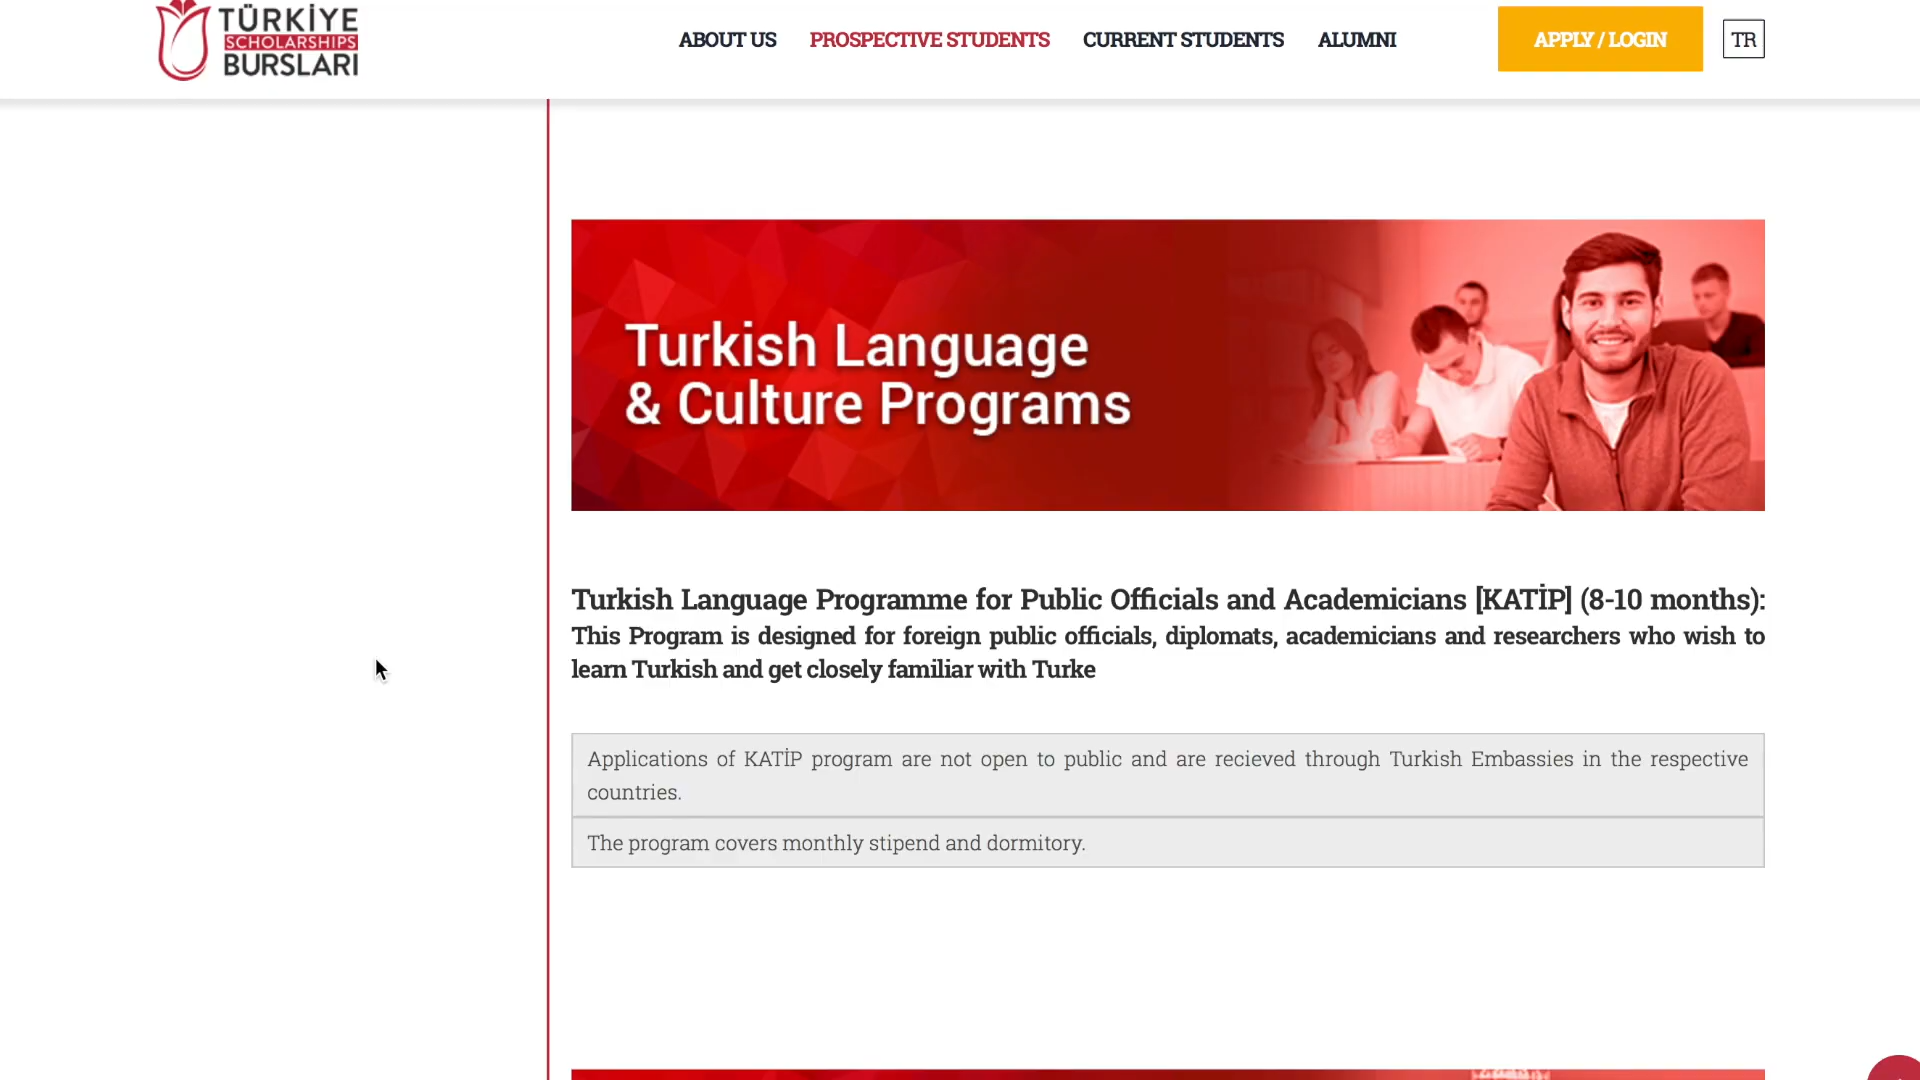 TÜRKİYE
SCHOLARSHIPS
BURSLARI
ABOUT US
PROSPECTIVE STUDENTS
CURRENT STUDENTS
ALUMNI
APPLY / LOGIN
TR
Turkish Language
& Culture Programs
Turkish Language Programme for Public Officials and Academicians [KATİP] (8-10 months):
This Program is designed for foreign public officials, diplomats, academicians and researchers who wish to
learn Turkish and get closely familiar with Turke
Applications of KATİP program are not open to public and are recieved through Turkish Embassies in the respective
countries.
The program covers monthly stipend and dormitory.